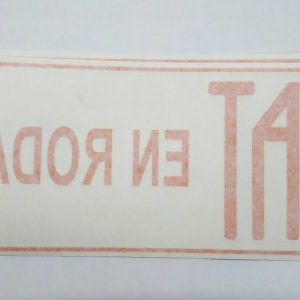 AT EN RODA